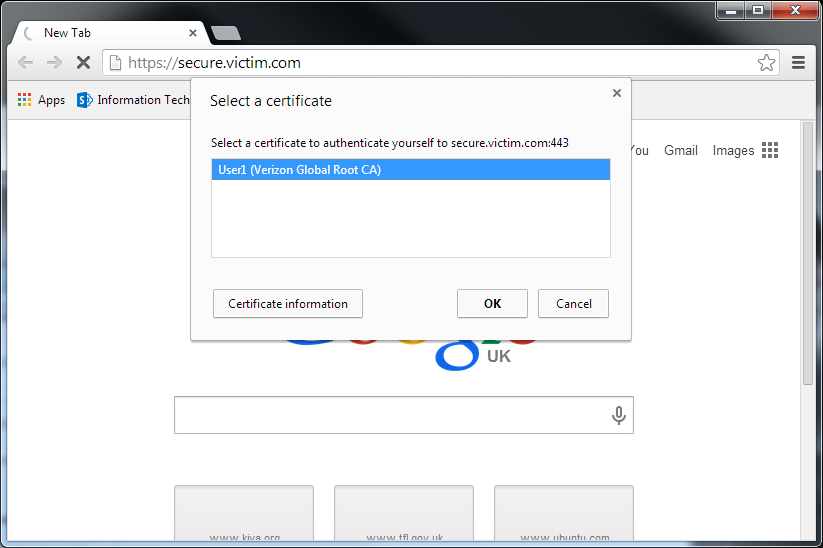 New Tab
https://secure.victim.com
Apps
Information Tech
Select a certificate
Select a certificate to authenticate yourself to secure.victim.com:443
User1 (Verizon Global Root CA)
Certificate information
OK
Cancel
You
Gmail
Images
UK
www.kiva.org
www.tfl.gov.uk
www.ubuntu.com